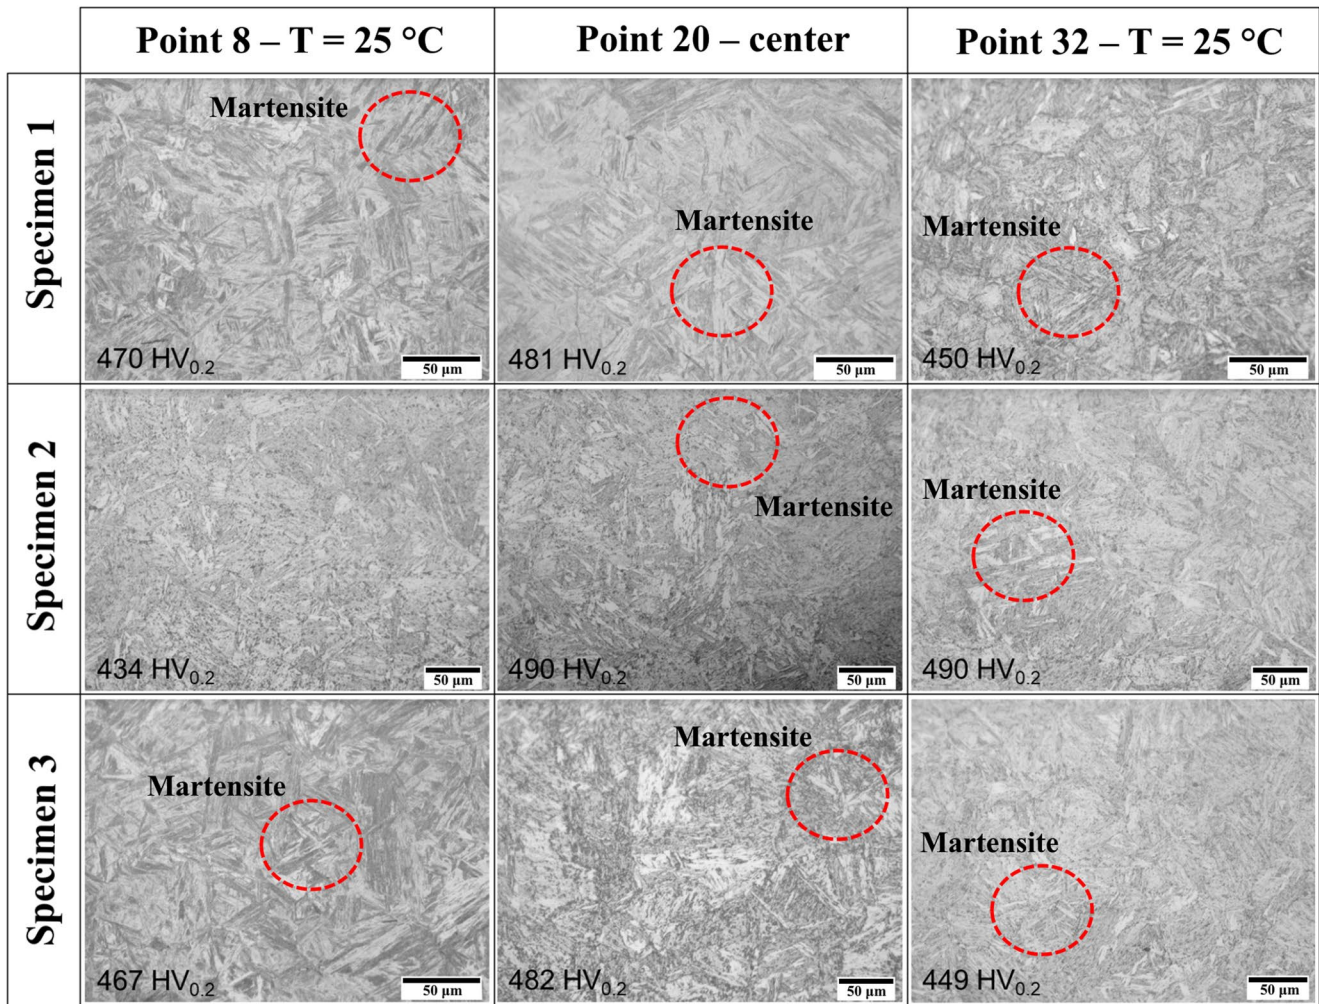 Point 8 – T = 25 °C
Point 20 – center
Point 32 – T = 25 °C
Specimen 1
Martensite
470 HV0.2
50 µm
Martensite
481 HV0.2
50 µm
Martensite
450 HV0.2
50 µm
Specimen 2
434 HV0.2
50 µm
Martensite
490 HV0.2
50 µm
Martensite
490 HV0.2
50 µm
Specimen 3
Martensite
467 HV0.2
50 µm
Martensite
482 HV0.2
50 µm
Martensite
449 HV0.2
50 µm